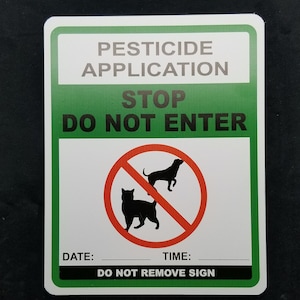 PESTICIDE
APPLICATION
STOP
DO NOT ENTER
DATE: TIME:
DO NOT REMOVE SIGN